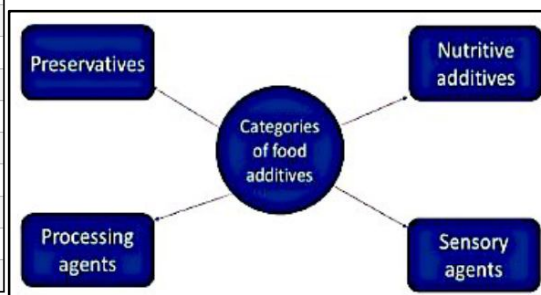 Preservatives
Nutritive
additives
Categories
of food
additives
Processing
agents
Sensory
agents